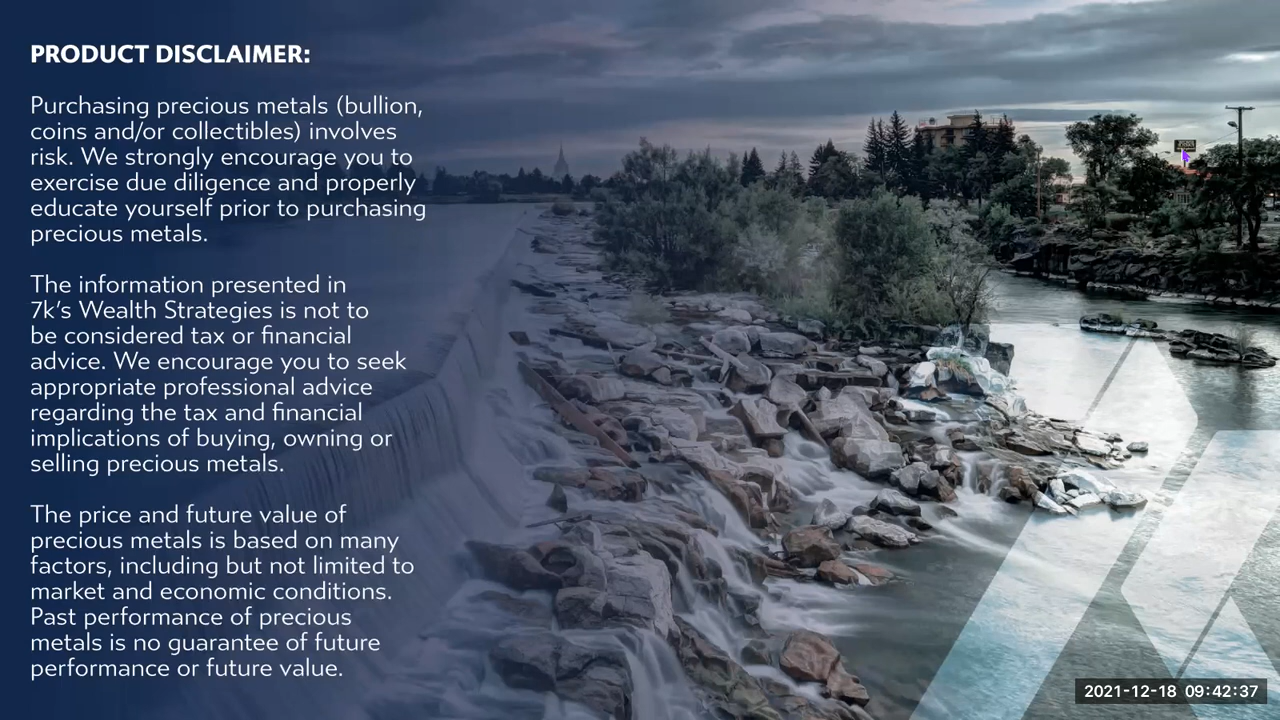 PRODUCT DISCLAIMER:
Purchasing precious metals (bullion,
coins and/or collectibles) involves
risk. We strongly encourage you to
exercise due diligence and properly
educate yourself prior to purchasing
precious metals.
The information presented in
7k's Wealth Strategies is not to
be considered tax or financial
advice. We encourage you to seek
appropriate professional advice
regarding the tax and financial
implications of buying, owning or
selling precious metals.
The price and future value of
precious metals is based on many
factors, including but not limited to
market and economic conditions.
Past performance of precious
metals is no guarantee of future
performance or future value.
2021-12-18 09:42:37